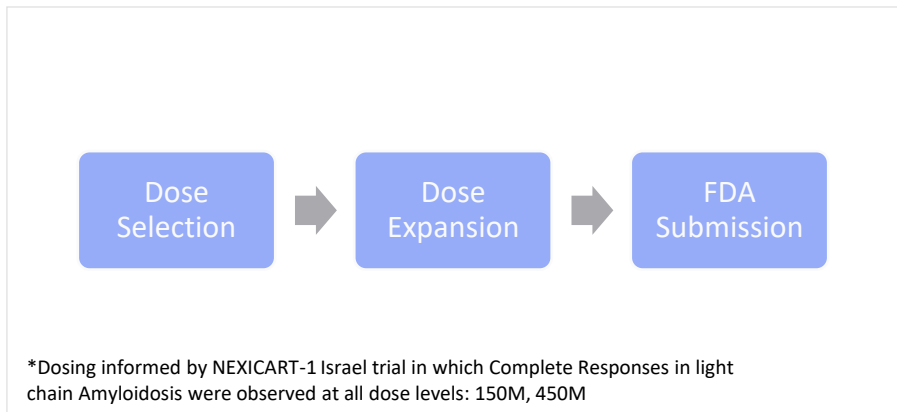 Dose
Selection
Dose
Expansion
FDA
Submission
*Dosing informed by NEXICART-1 Israel trial in which Complete Responses in light
chain Amyloidosis were observed at all dose levels: 150M, 450M